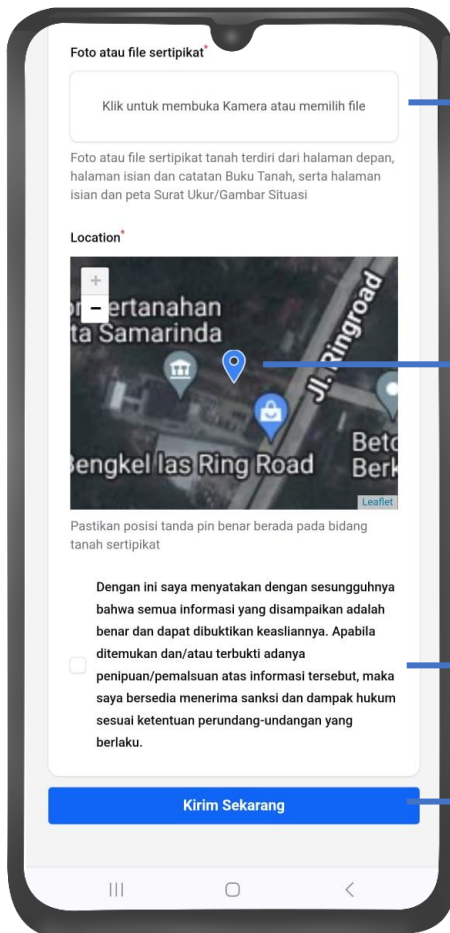 Foto atau file sertipikat*
Klik untuk membuka Kamera atau memilih file
Foto atau file sertipikat tanah terdiri dari halaman depan,
halaman isian dan catatan Buku Tanah, serta halaman
isian dan peta Surat Ukur/Gambar Situasi
Location*
+
−
ertanahan
ta Samarinda
Jl. Ringroad
Bengkel las Ring Road
Leaflet
Pastikan posisi tanda pin benar berada pada bidang
tanah sertipikat
Dengan ini saya menyatakan dengan sesungguhnya
bahwa semua informasi yang disampaikan adalah
benar dan dapat dibuktikan keasliannya. Apabila
ditemukan dan/atau terbukti adanya
penipuan/pemalsuan atas informasi tersebut, maka
saya bersedia menerima sanksi dan dampak hukum
sesuai ketentuan perundang-undangan yang
berlaku.
Kirim Sekarang